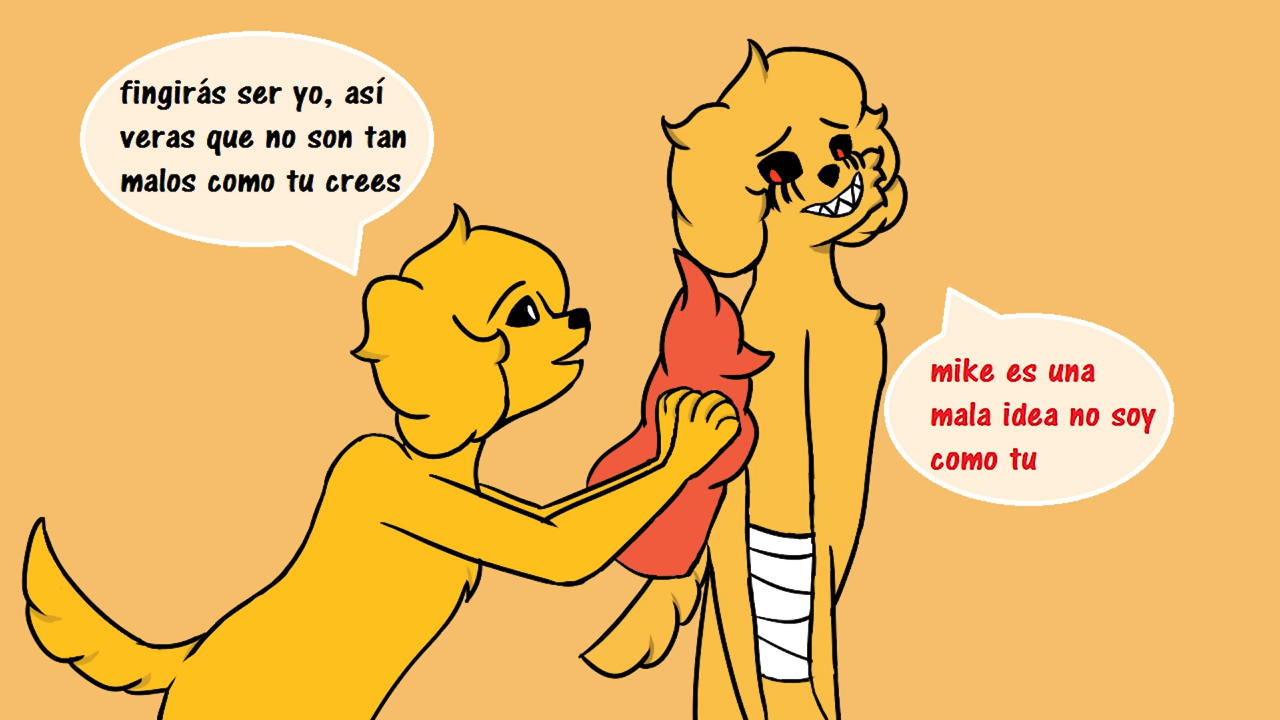 fingirás ser yo, así
veras que no son tan
malos como tu crees
mike es una
mala idea no soy
como tu